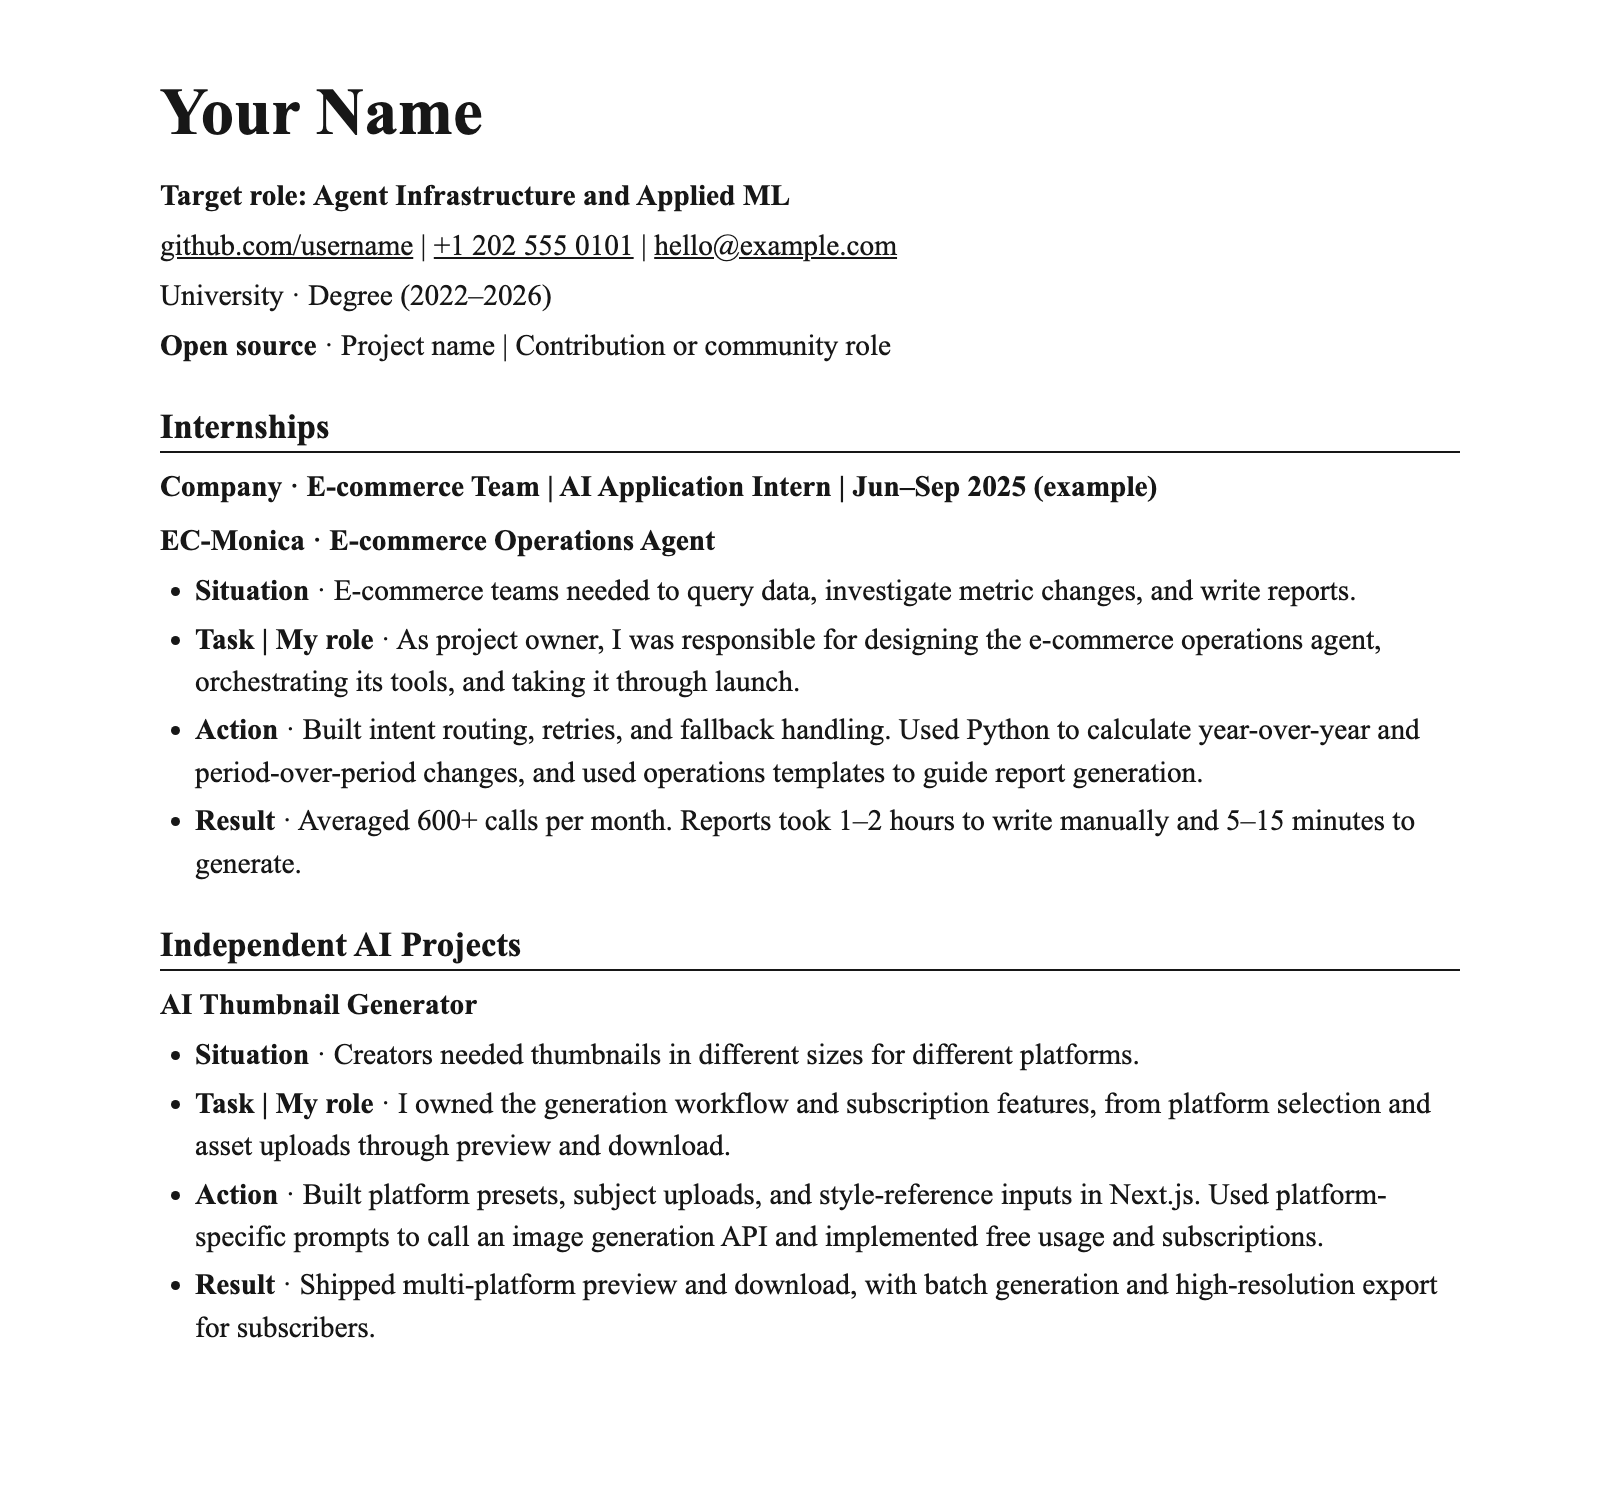 Your Name
Target role: Agent Infrastructure and Applied ML
github.com/username | +1 202 555 0101 | hello@example.com
University · Degree (2022–2026)
Open source · Project name | Contribution or community role
Internships
Company · E-commerce Team | AI Application Intern | Jun–Sep 2025 (example)
EC-Monica · E-commerce Operations Agent
• Situation · E-commerce teams needed to query data, investigate metric changes, and write reports.
• Task | My role · As project owner, I was responsible for designing the e-commerce operations agent,
orchestrating its tools, and taking it through launch.
• Action · Built intent routing, retries, and fallback handling. Used Python to calculate year-over-year and
period-over-period changes, and used operations templates to guide report generation.
• Result · Averaged 600+ calls per month. Reports took 1–2 hours to write manually and 5–15 minutes to
generate.
Independent AI Projects
AI Thumbnail Generator
• Situation · Creators needed thumbnails in different sizes for different platforms.
• Task | My role · I owned the generation workflow and subscription features, from platform selection and
asset uploads through preview and download.
• Action · Built platform presets, subject uploads, and style-reference inputs in Next.js. Used platform-
specific prompts to call an image generation API and implemented free usage and subscriptions.
• Result · Shipped multi-platform preview and download, with batch generation and high-resolution export
for subscribers.